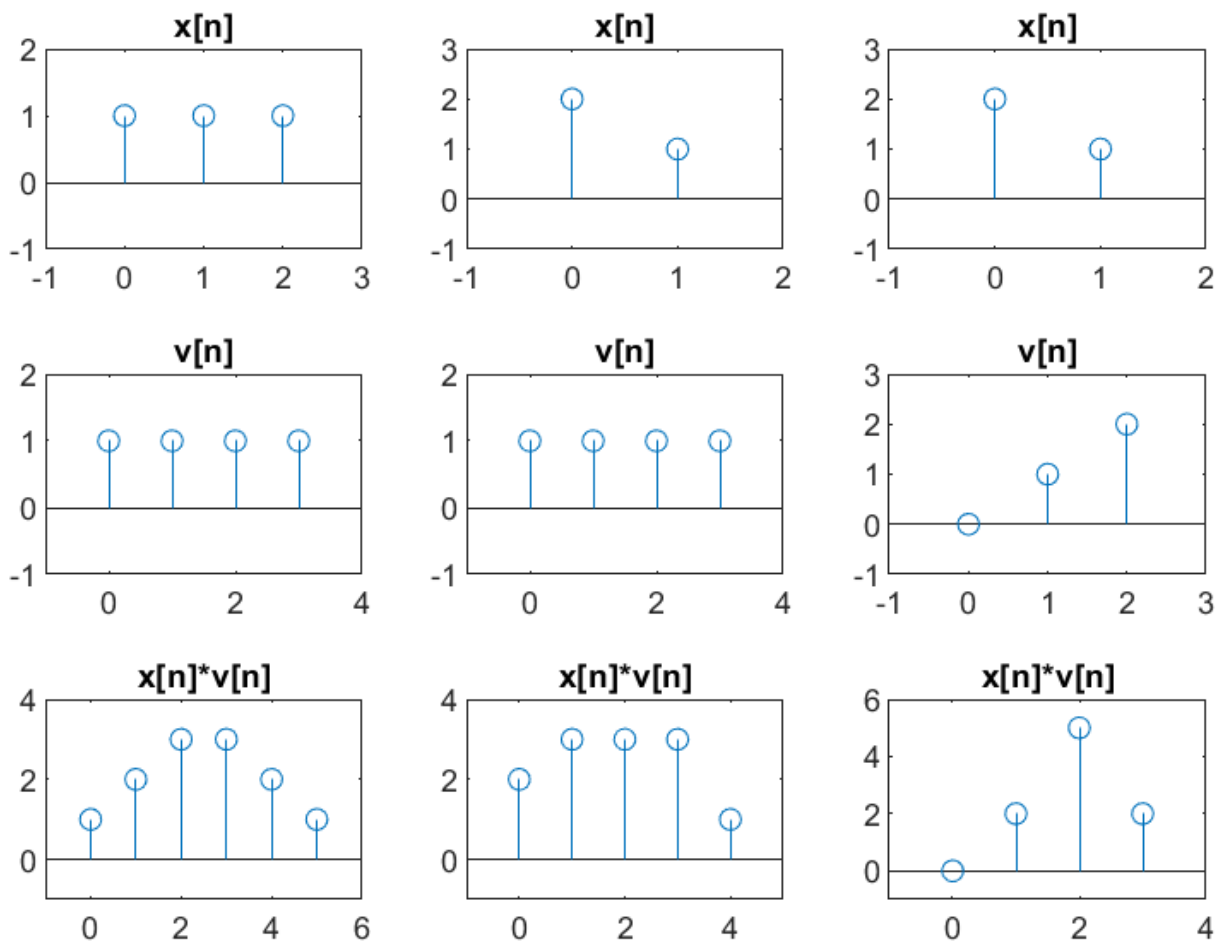 x[n] x[n] x[n]
2 3 3
1 2 2
1 1
0 0 0
-1 -1 -1
-1 0 1 2 3 -1 0 1 2 -1 0 1 2
v[n] v[n] v[n]
2 2 3
2
1 1 1
0 0 0
-1 -1 -1
0 2 4 0 2 4 -1 0 1 2 3
x[n]*v[n] x[n]*v[n] x[n]*v[n]
4 4 6
4
2 2 2
0 0 0
0 2 4 6 0 2 4 0 2 4